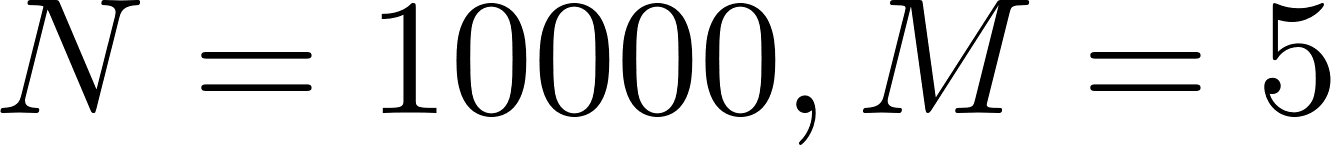 N = 10000, M = 5